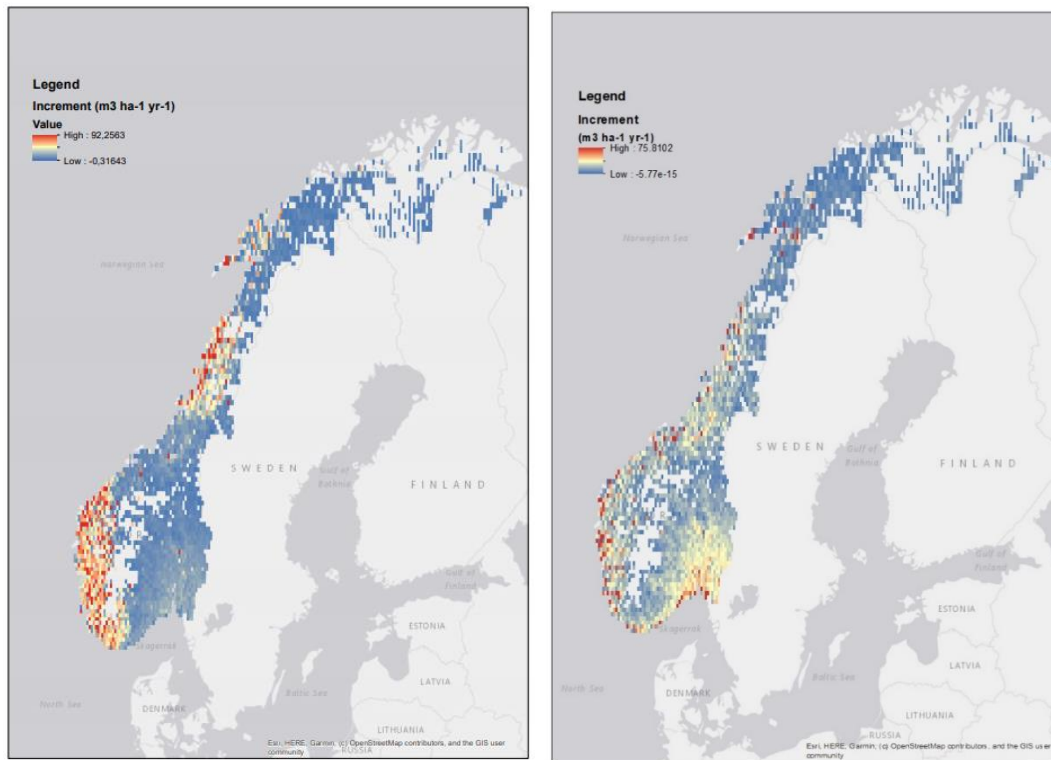 Legend
Increment (m3 ha-1 yr-1)
Value
High : 92,2563
Low : -0,31643
Norwegian Sea
SWEDEN
Gulf of
Bothnia
FINLAND
Gulf of
Finland
ESTONIA
Skagerrak
LATVIA
Baltic Sea
North Sea
DENMARK
LITHUANIA
RUSSIA
Esri, HERE, Garmin, (c) OpenStreetMap contributors, and the GIS user
community
Legend
Increment
(m3 ha-1 yr-1)
High : 75.8102
Low : -5.77e-15
Norwegian Sea
SWEDEN
Gulf of
Bothnia
FINLAND
Gulf of
Finland
ESTONIA
Skagerrak
LATVIA
Baltic Sea
North Sea
DENMARK
LITHUANIA
RUSSIA
Esri, HERE, Garmin, (c) OpenStreetMap contributors, and the GIS user
community